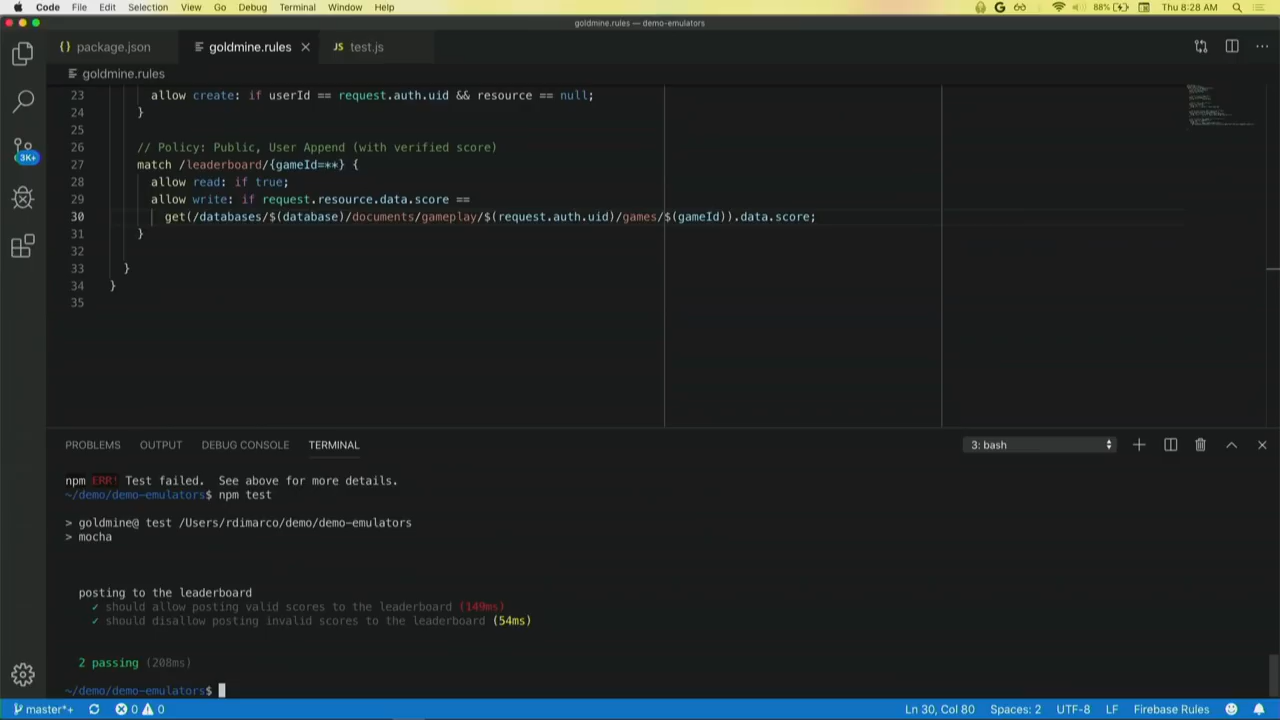 Code File Edit Selection View Go Debug Terminal Window Help 88% Thu 8:28 AM
goldmine.rules — demo-emulators
{} package.json goldmine.rules JS test.js
goldmine.rules
23 allow create: if userId == request.auth.uid && resource == null;
24 }
25
26 // Policy: Public, User Append (with verified score)
27 match /leaderboard/{gameId=**} {
28 allow read: if true;
29 allow write: if request.resource.data.score ==
30 get(/databases/$(database)/documents/gameplay/$(request.auth.uid)/games/$(gameId)).data.score;
31 }
32
33 }
34 }
35
3K+
PROBLEMS OUTPUT DEBUG CONSOLE TERMINAL 3: bash
npm ERR! Test failed. See above for more details.
~/demo/demo-emulators$ npm test
> goldmine@ test /Users/rdimarco/demo/demo-emulators
> mocha
posting to the leaderboard
✓ should allow posting valid scores to the leaderboard (149ms)
✓ should disallow posting invalid scores to the leaderboard (54ms)
2 passing (208ms)
~/demo/demo-emulators$
master*+ 0 0 Ln 30, Col 80 Spaces: 2 UTF-8 LF Firebase Rules